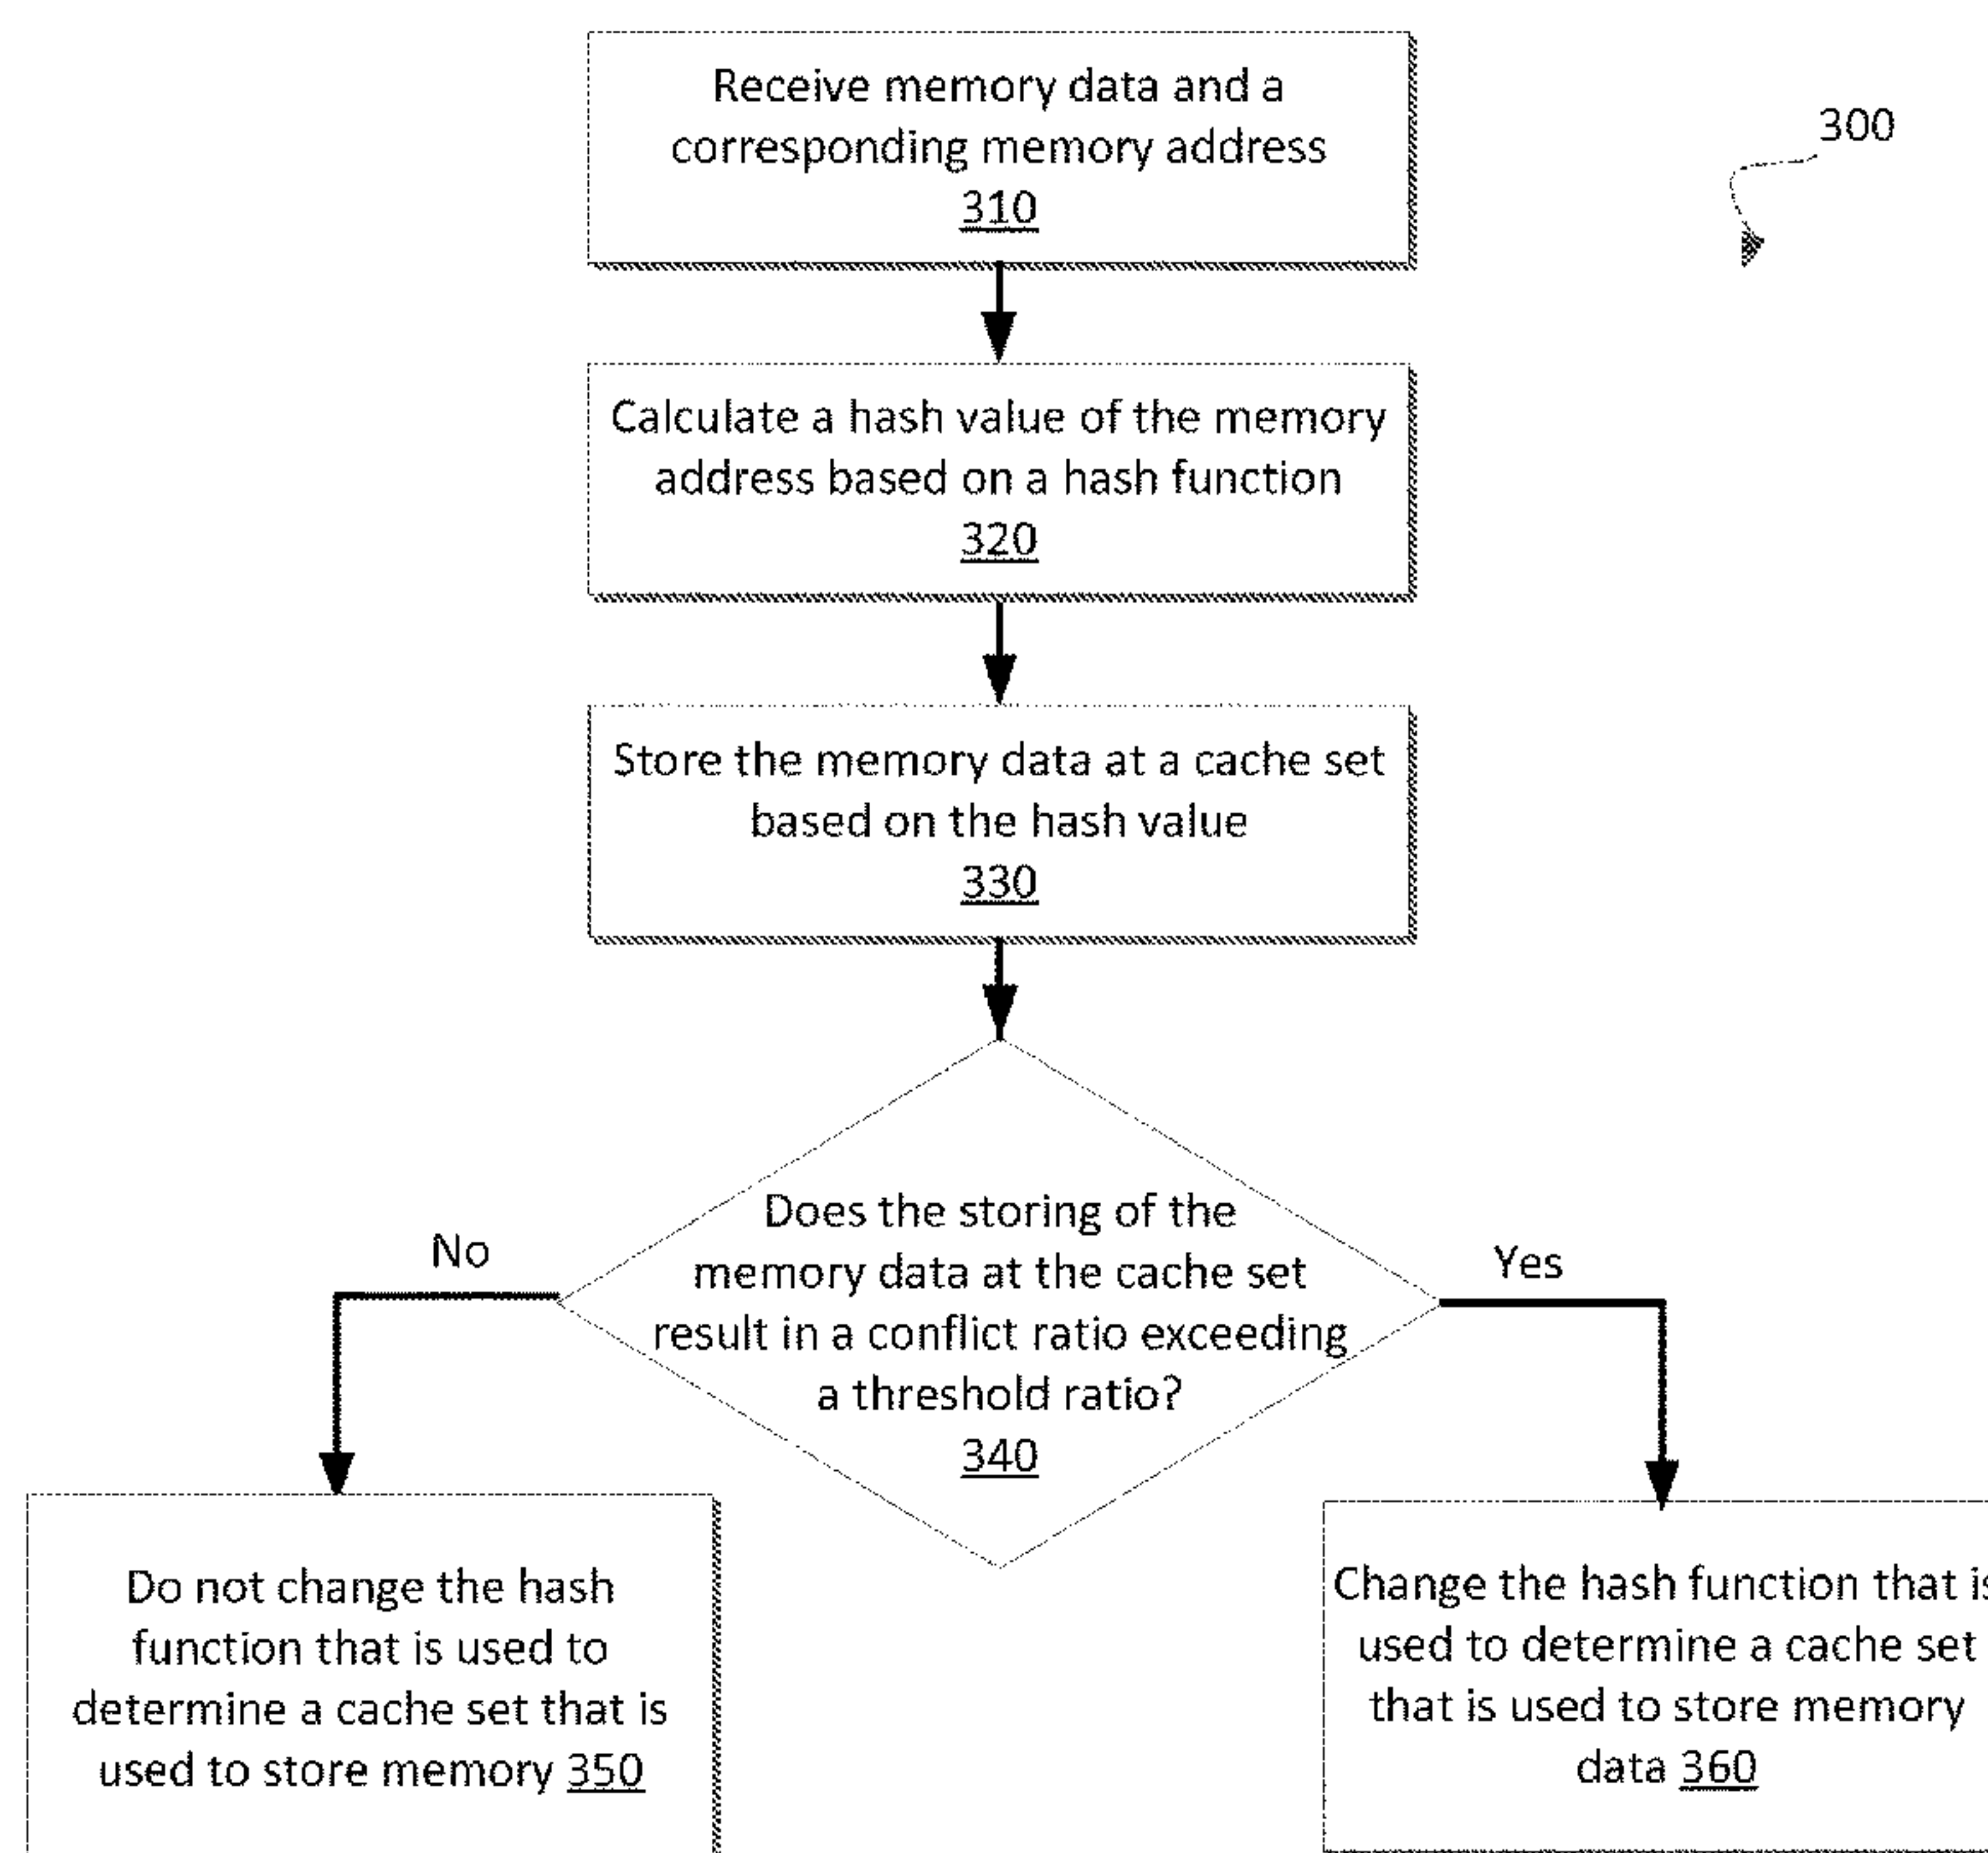 Receive memory data and a
corresponding memory address
310
300
Calculate a hash value of the memory
address based on a hash function
320
Store the memory data at a cache set
based on the hash value
330
Does the storing of the
memory data at the cache set
result in a conflict ratio exceeding
a threshold ratio?
340
No
Yes
Do not change the hash
function that is used to
determine a cache set that is
used to store memory 350
Change the hash function that is
used to determine a cache set
that is used to store memory
data 360